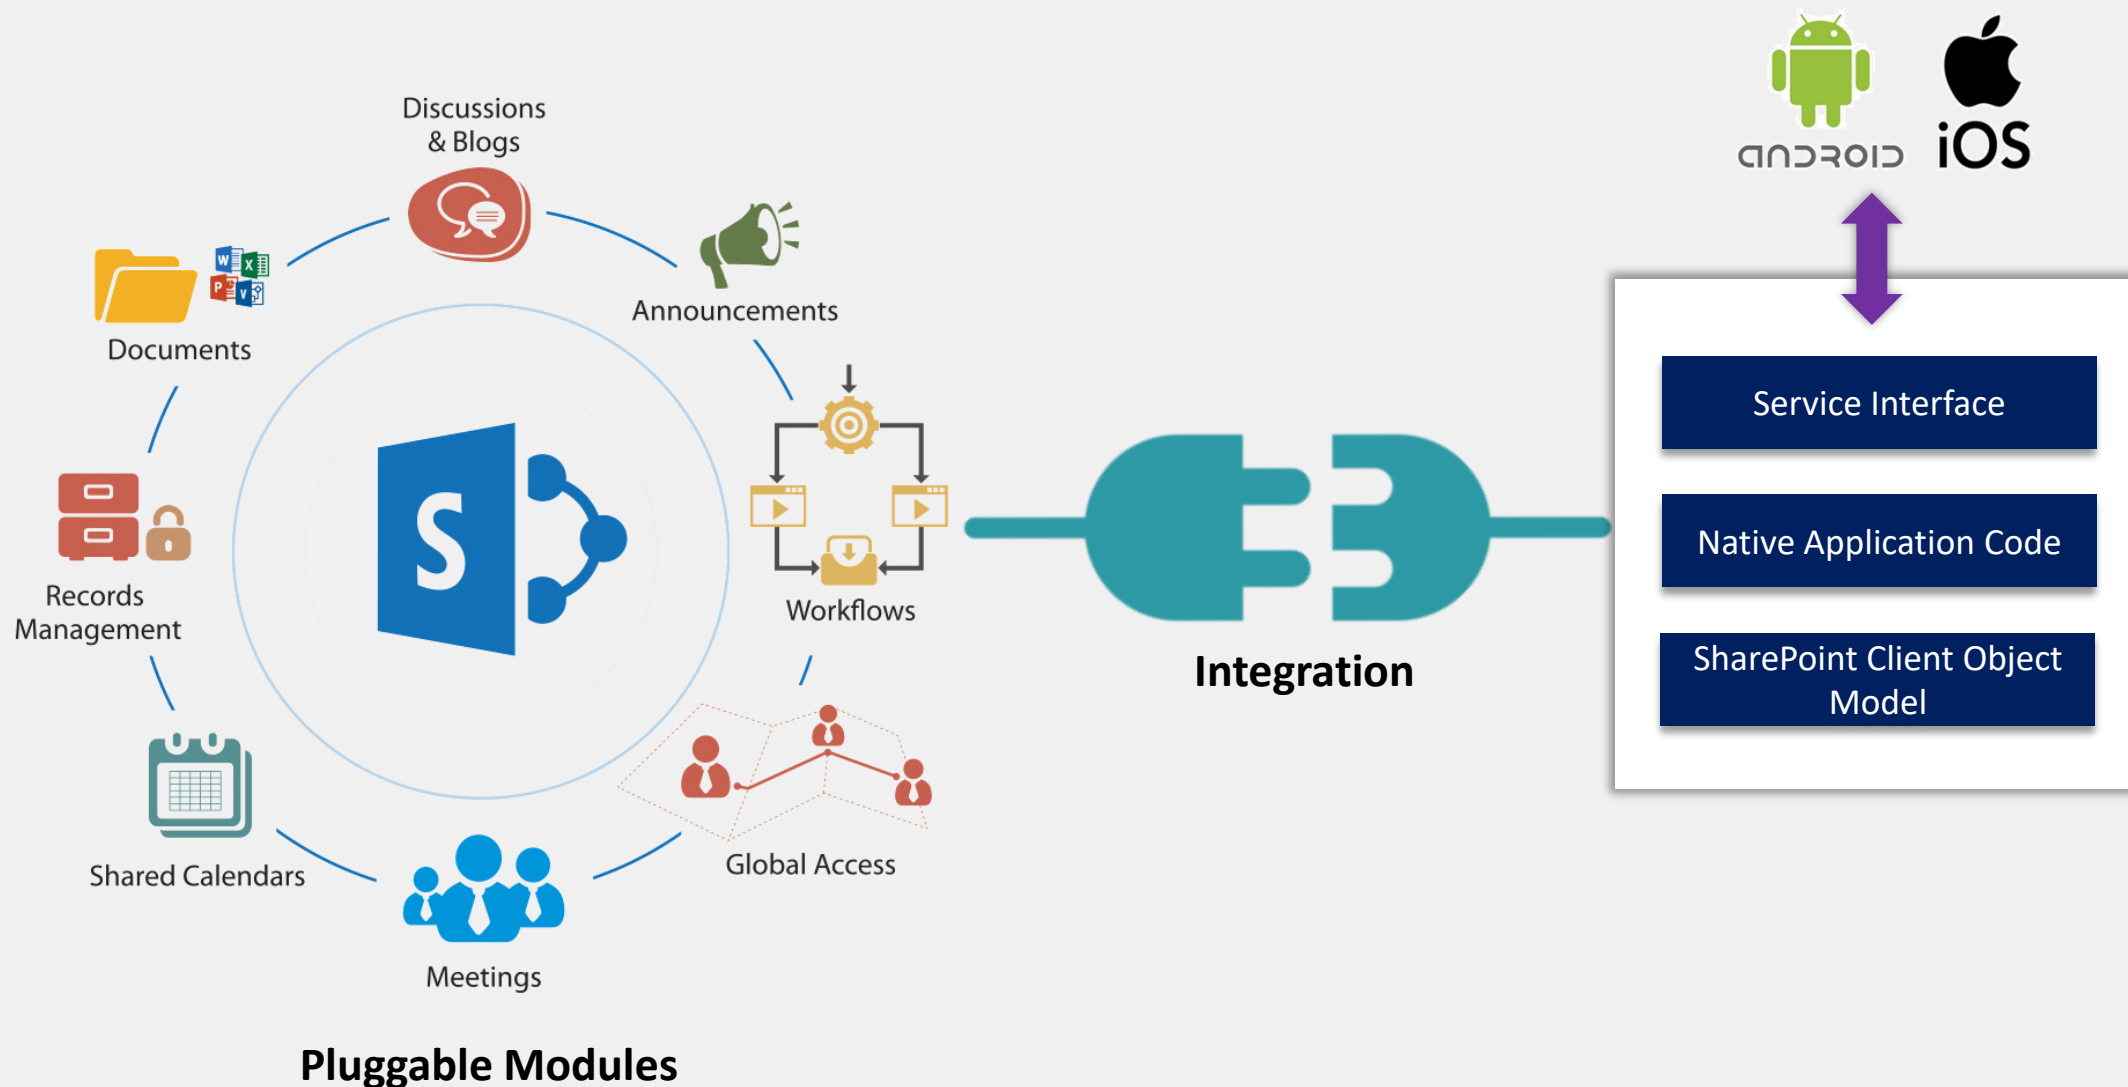 Discussions
& Blogs
Announcements
Documents
W
X
P
V
S
Workflows
Records
Management
Shared Calendars
Global Access
Meetings
Pluggable Modules
Integration
ANDROID
iOS
Service Interface
Native Application Code
SharePoint Client Object
Model